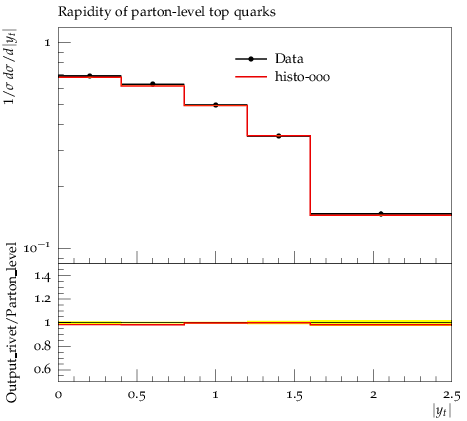 Rapidity of parton-level top quarks
1/σ dσ/d|y_t|
1
10⁻¹
Data
histo-000
Output_rivet/Parton_level
1.4
1.2
1
0.8
0.6
0 0.5 1 1.5 2 2.5
|y_t|